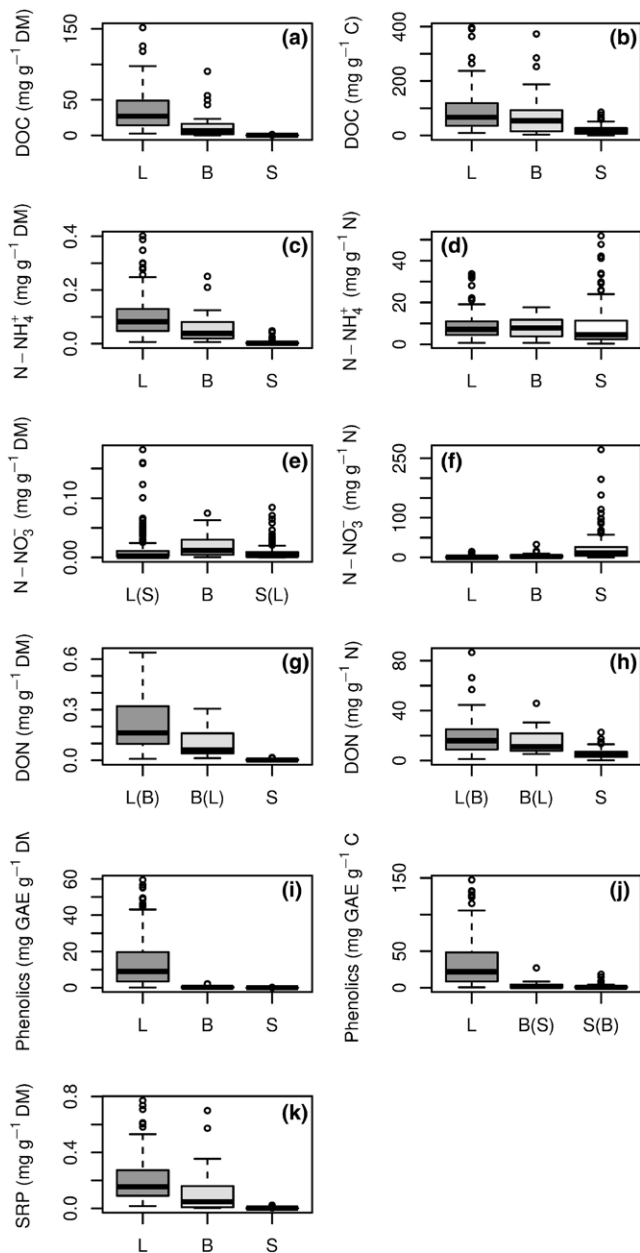 (a)
DOC (mg g⁻¹ DM)
0 50 150
L B S
(b)
DOC (mg g⁻¹ C)
0 100 200 400
L B S
(c)
N − NH₄⁺ (mg g⁻¹ DM)
0.0 0.2 0.4
L B S
(d)
N − NH₄⁺ (mg g⁻¹ N)
0 20 40
L B S
(e)
N − NO₃⁻ (mg g⁻¹ DM)
0.00 0.10
L(S) B S(L)
(f)
N − NO₃⁻ (mg g⁻¹ N)
0 100 250
L B S
(g)
DON (mg g⁻¹ DM)
0.0 0.3 0.6
L(B) B(L) S
(h)
DON (mg g⁻¹ N)
0 40 80
L(B) B(L) S
(i)
Phenolics (mg GAE g⁻¹ DM
0 20 40 60
L B S
(j)
Phenolics (mg GAE g⁻¹ C
0 50 150
L B(S) S(B)
(k)
SRP (mg g⁻¹ DM)
0.0 0.4 0.8
L B S